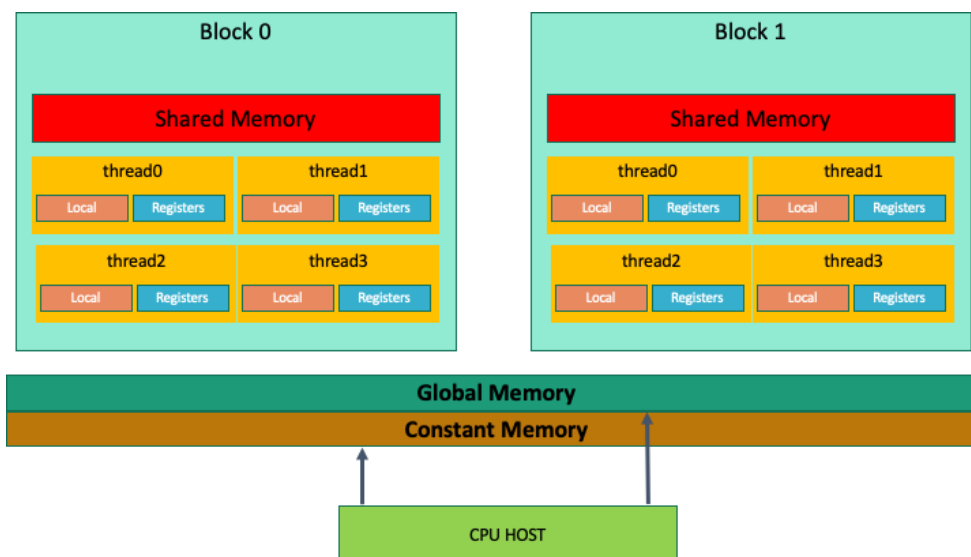 Block 0
Shared Memory
thread0
thread1
Local
Registers
Local
Registers
thread2
thread3
Local
Registers
Local
Registers
Block 1
Shared Memory
thread0
thread1
Local
Registers
Local
Registers
thread2
thread3
Local
Registers
Local
Registers
Global Memory
Constant Memory
CPU HOST